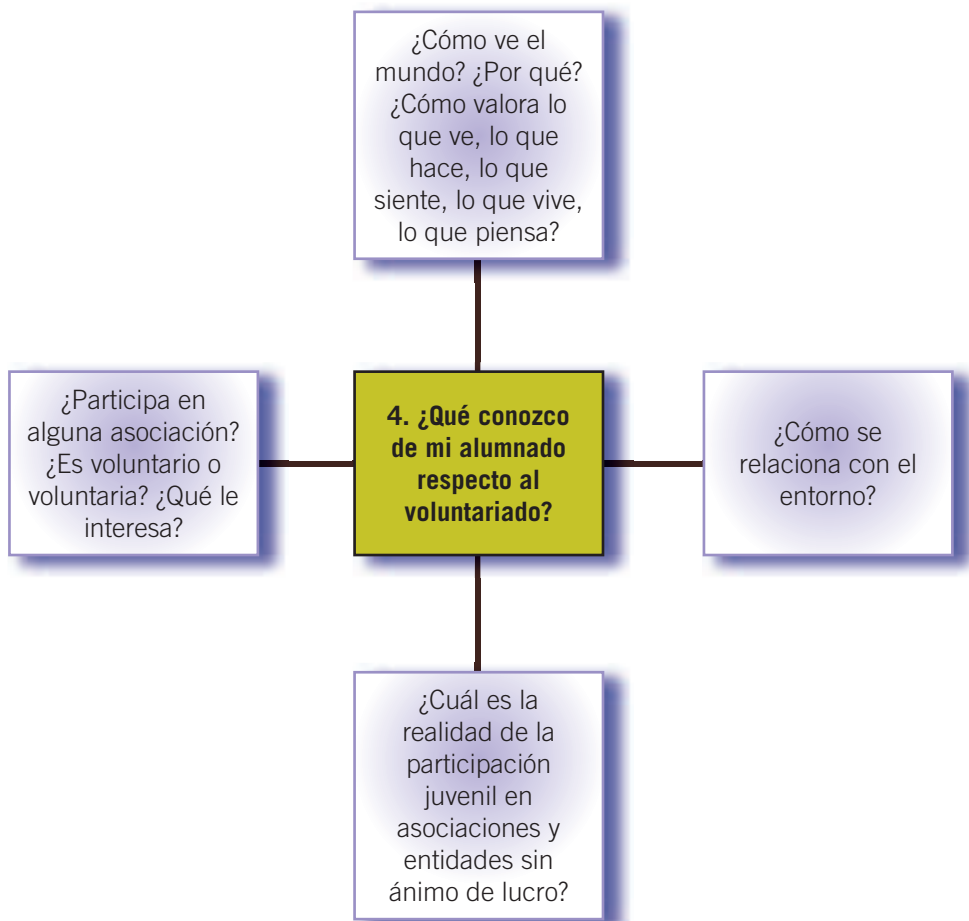 ¿Cómo ve el
mundo? ¿Por qué?
¿Cómo valora lo
que ve, lo que
hace, lo que
siente, lo que vive,
lo que piensa?
¿Participa en
alguna asociación?
¿Es voluntario o
voluntaria? ¿Qué le
interesa?
4. ¿Qué conozco
de mi alumnado
respecto al
voluntariado?
¿Cómo se
relaciona con el
entorno?
¿Cuál es la
realidad de la
participación
juvenil en
asociaciones y
entidades sin
ánimo de lucro?